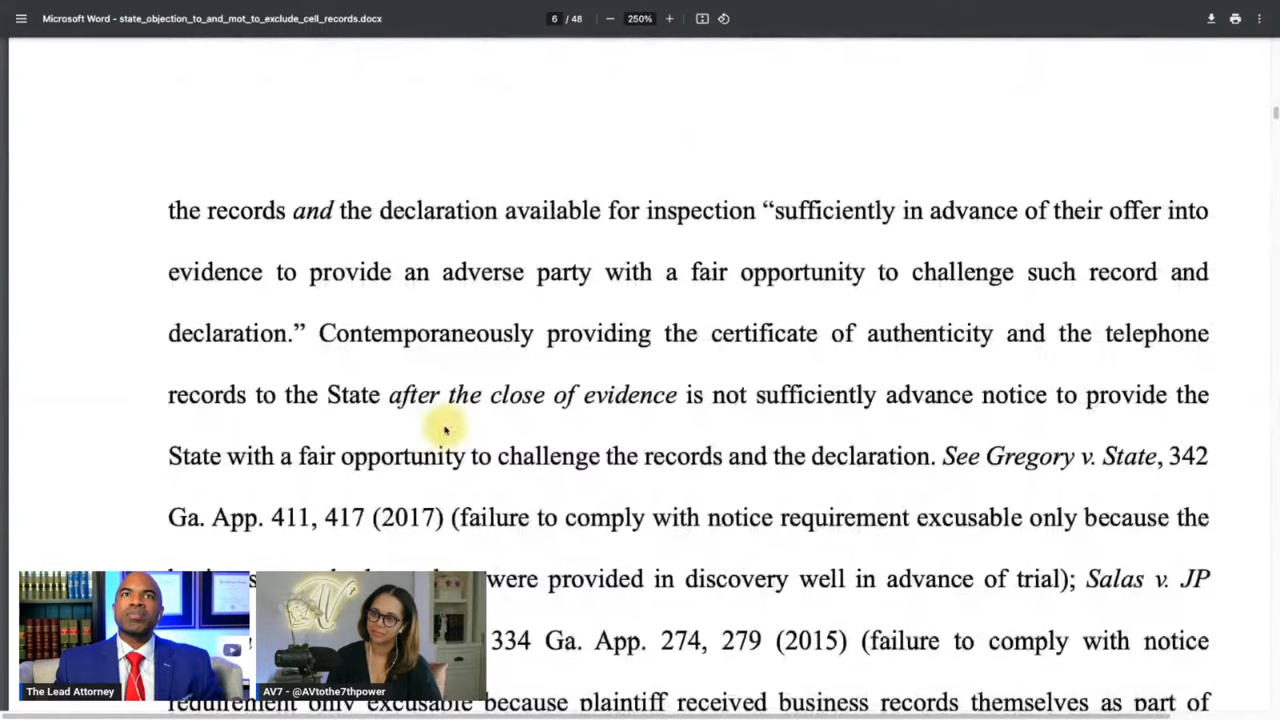 Microsoft Word - state_objection_to_and_mot_to_exclude_cell_records.docx
6 / 48
250%
the records and the declaration available for inspection “sufficiently in advance of their offer into
evidence to provide an adverse party with a fair opportunity to challenge such record and
declaration.” Contemporaneously providing the certificate of authenticity and the telephone
records to the State after the close of evidence is not sufficiently advance notice to provide the
State with a fair opportunity to challenge the records and the declaration. See Gregory v. State, 342
Ga. App. 411, 417 (2017) (failure to comply with notice requirement excusable only because the
were provided in discovery well in advance of trial); Salas v. JP
334 Ga. App. 274, 279 (2015) (failure to comply with notice
requirement only excusable because plaintiff received business records themselves as part of
The Lead Attorney
AV7 - @AVtothe7thpower